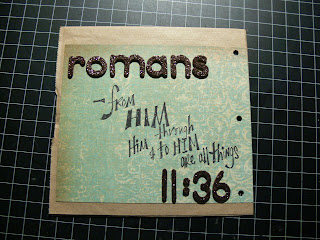 romans
-from
HIM
through
HIM & to HIM
are all things
11:36